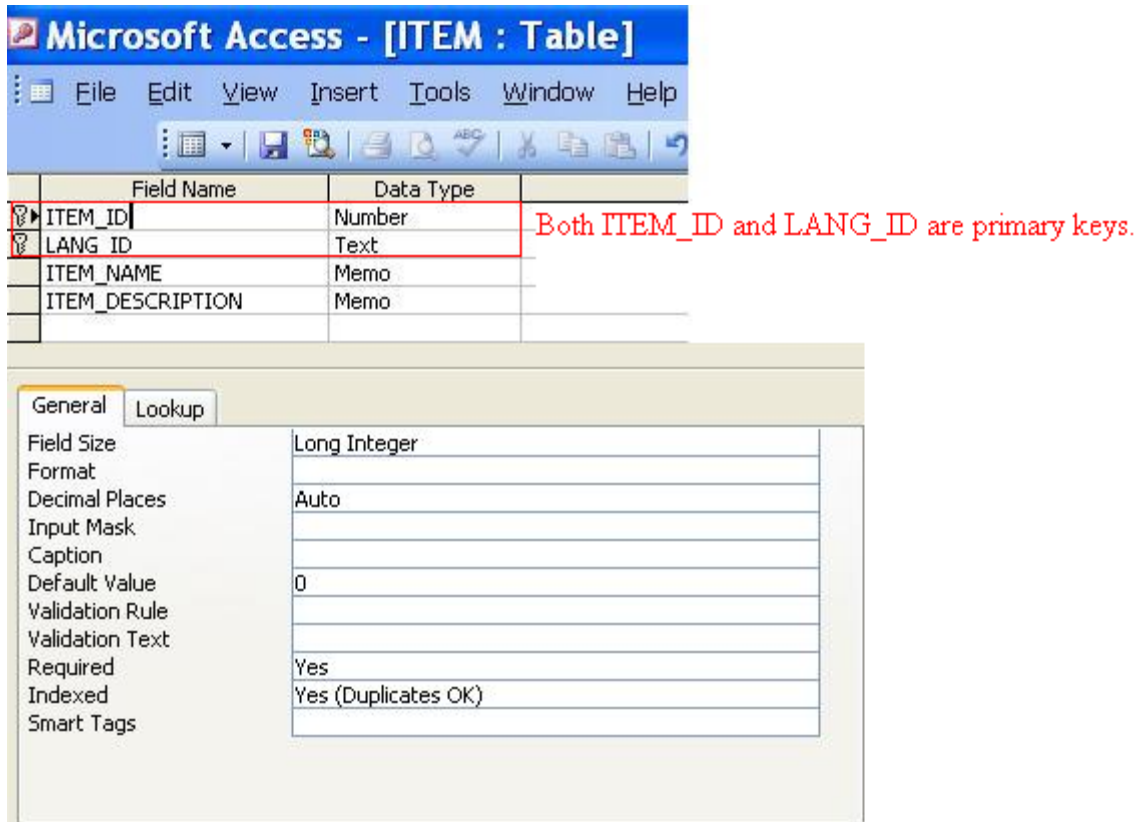 Microsoft Access - [ITEM : Table]
File Edit View Insert Tools Window Help
ABC
Field Name Data Type
ITEM_ID Number
LANG_ID Text
Both ITEM_ID and LANG_ID are primary keys.
ITEM_NAME Memo
ITEM_DESCRIPTION Memo
General Lookup
Field Size Long Integer
Format
Decimal Places Auto
Input Mask
Caption
Default Value 0
Validation Rule
Validation Text
Required Yes
Indexed Yes (Duplicates OK)
Smart Tags